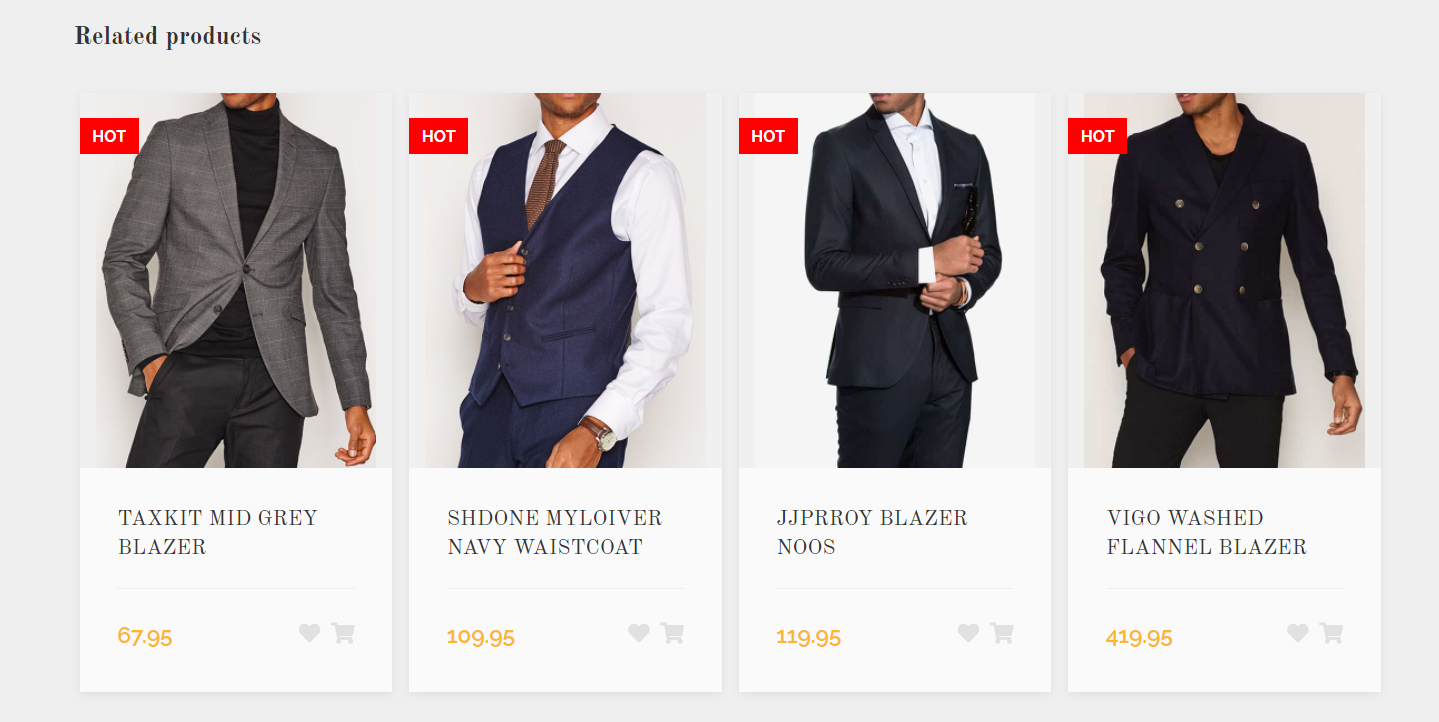 Related products
HOT
HOT
HOT
HOT
TAXKIT MID GREY
BLAZER
67.95
SHDONE MYLOIVER
NAVY WAISTCOAT
109.95
JJPRROY BLAZER
NOOS
119.95
VIGO WASHED
FLANNEL BLAZER
419.95